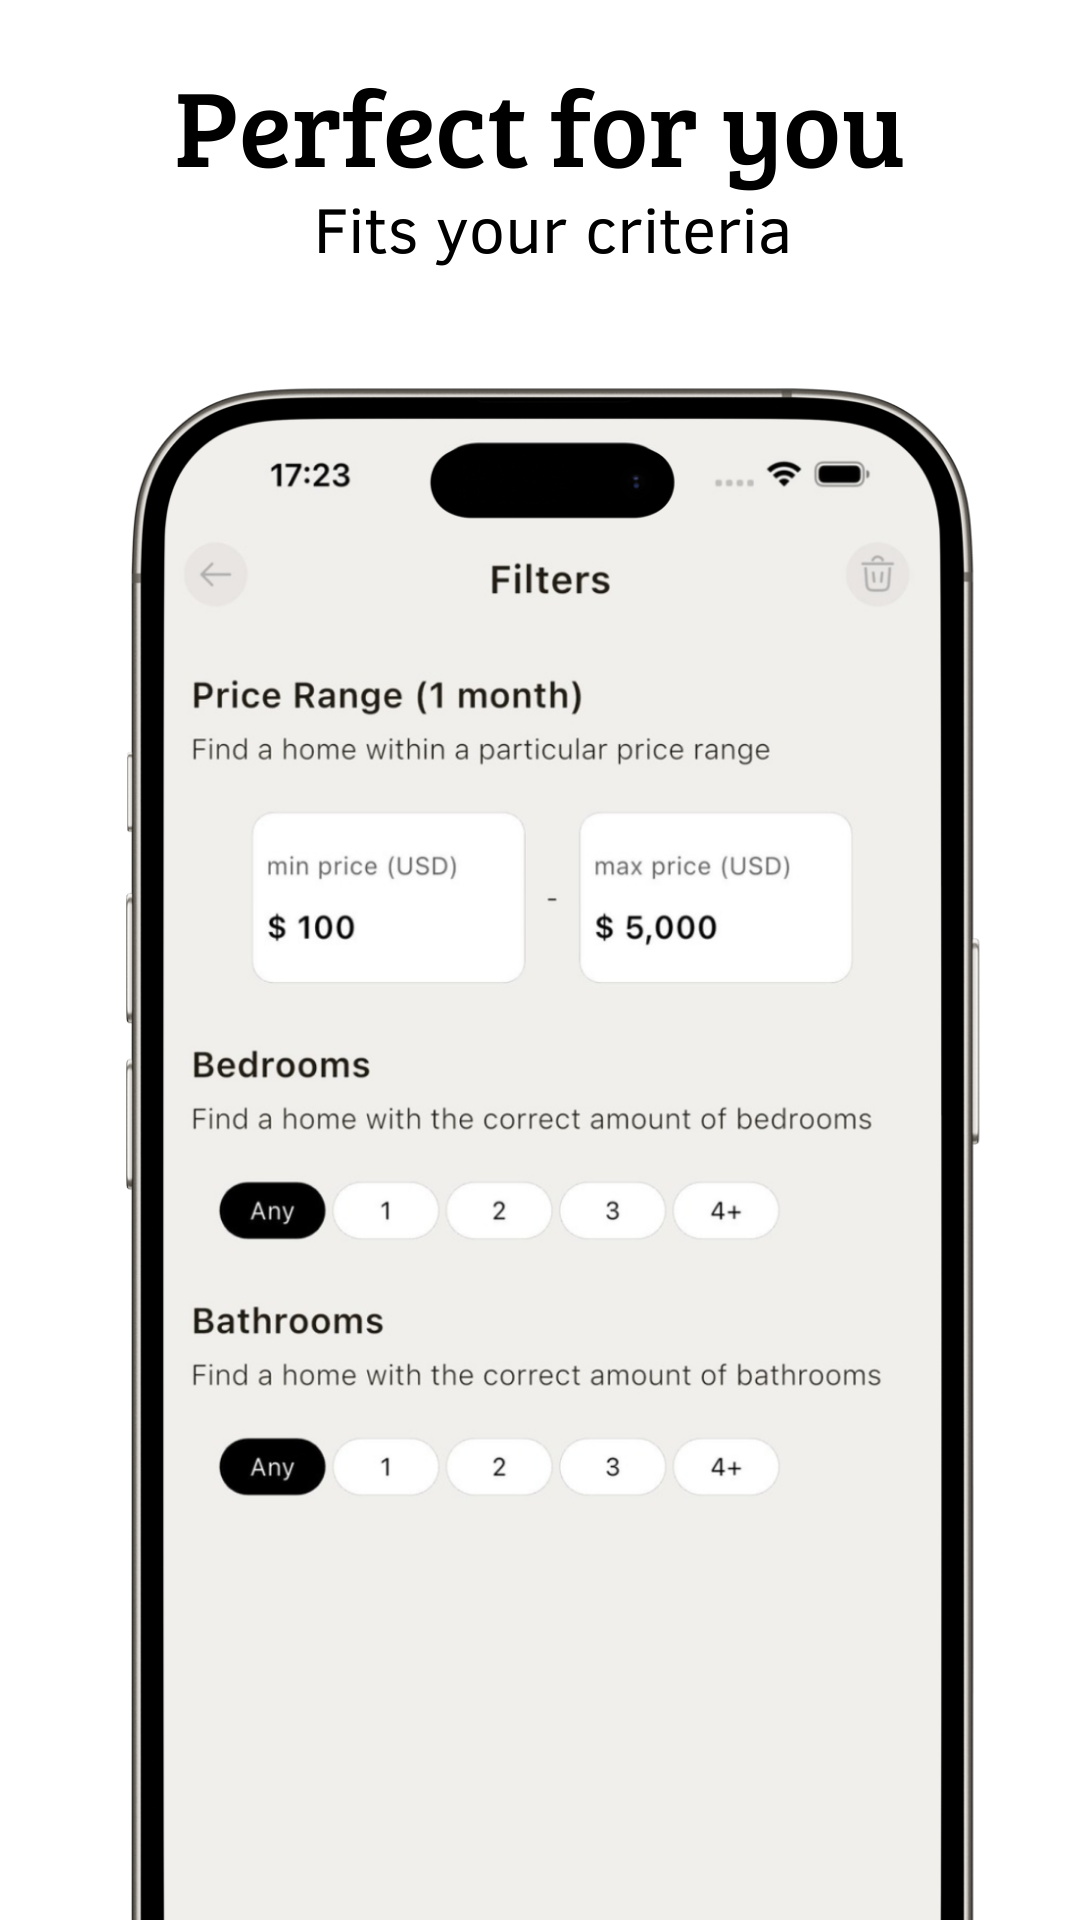 Perfect for you
Fits your criteria
17:23
Filters
Price Range (1 month)
Find a home within a particular price range
min price (USD)
$ 100
-
max price (USD)
$ 5,000
Bedrooms
Find a home with the correct amount of bedrooms
Any 1 2 3 4+
Bathrooms
Find a home with the correct amount of bathrooms
Any 1 2 3 4+